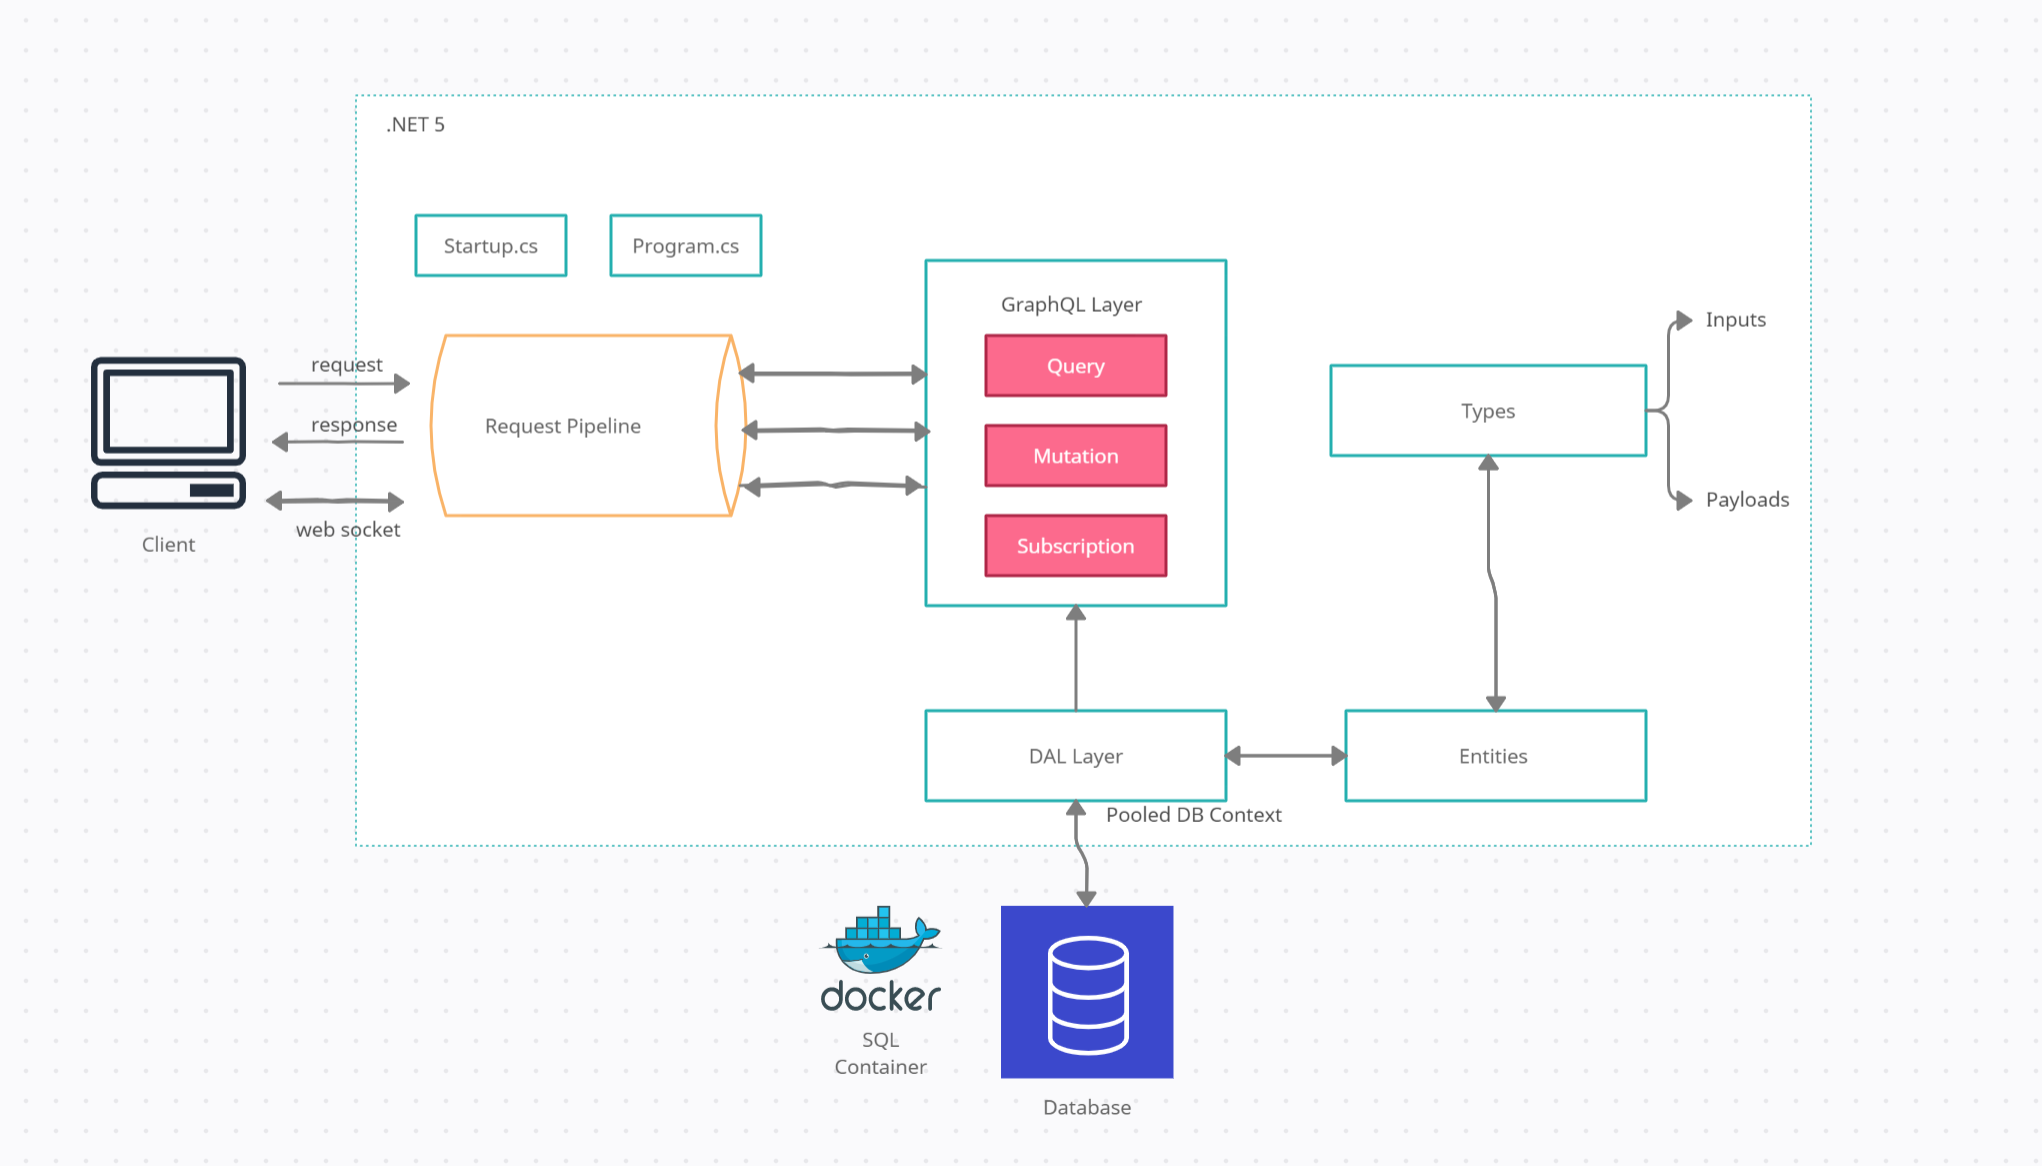 .NET 5
Startup.cs
Program.cs
GraphQL Layer
Query
Mutation
Subscription
Inputs
Types
Payloads
request
response
web socket
Client
Request Pipeline
DAL Layer
Entities
Pooled DB Context
docker
SQL
Container
Database